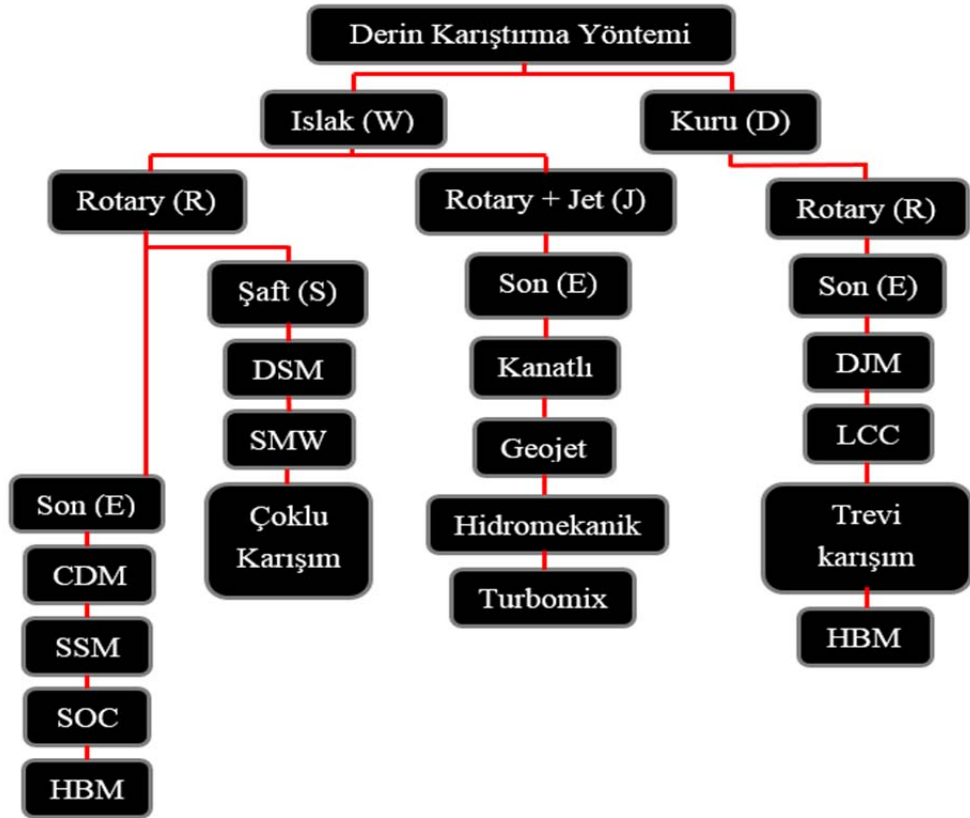 Derin Karıştırma Yöntemi
Islak (W)
Kuru (D)
Rotary (R)
Rotary + Jet (J)
Rotary (R)
Şaft (S)
DSM
SMW
Çoklu
Karışım
Son (E)
CDM
SSM
SOC
HBM
Son (E)
Kanatlı
Geojet
Hidromekanik
Turbomix
Son (E)
DJM
LCC
Trevi
karışım
HBM